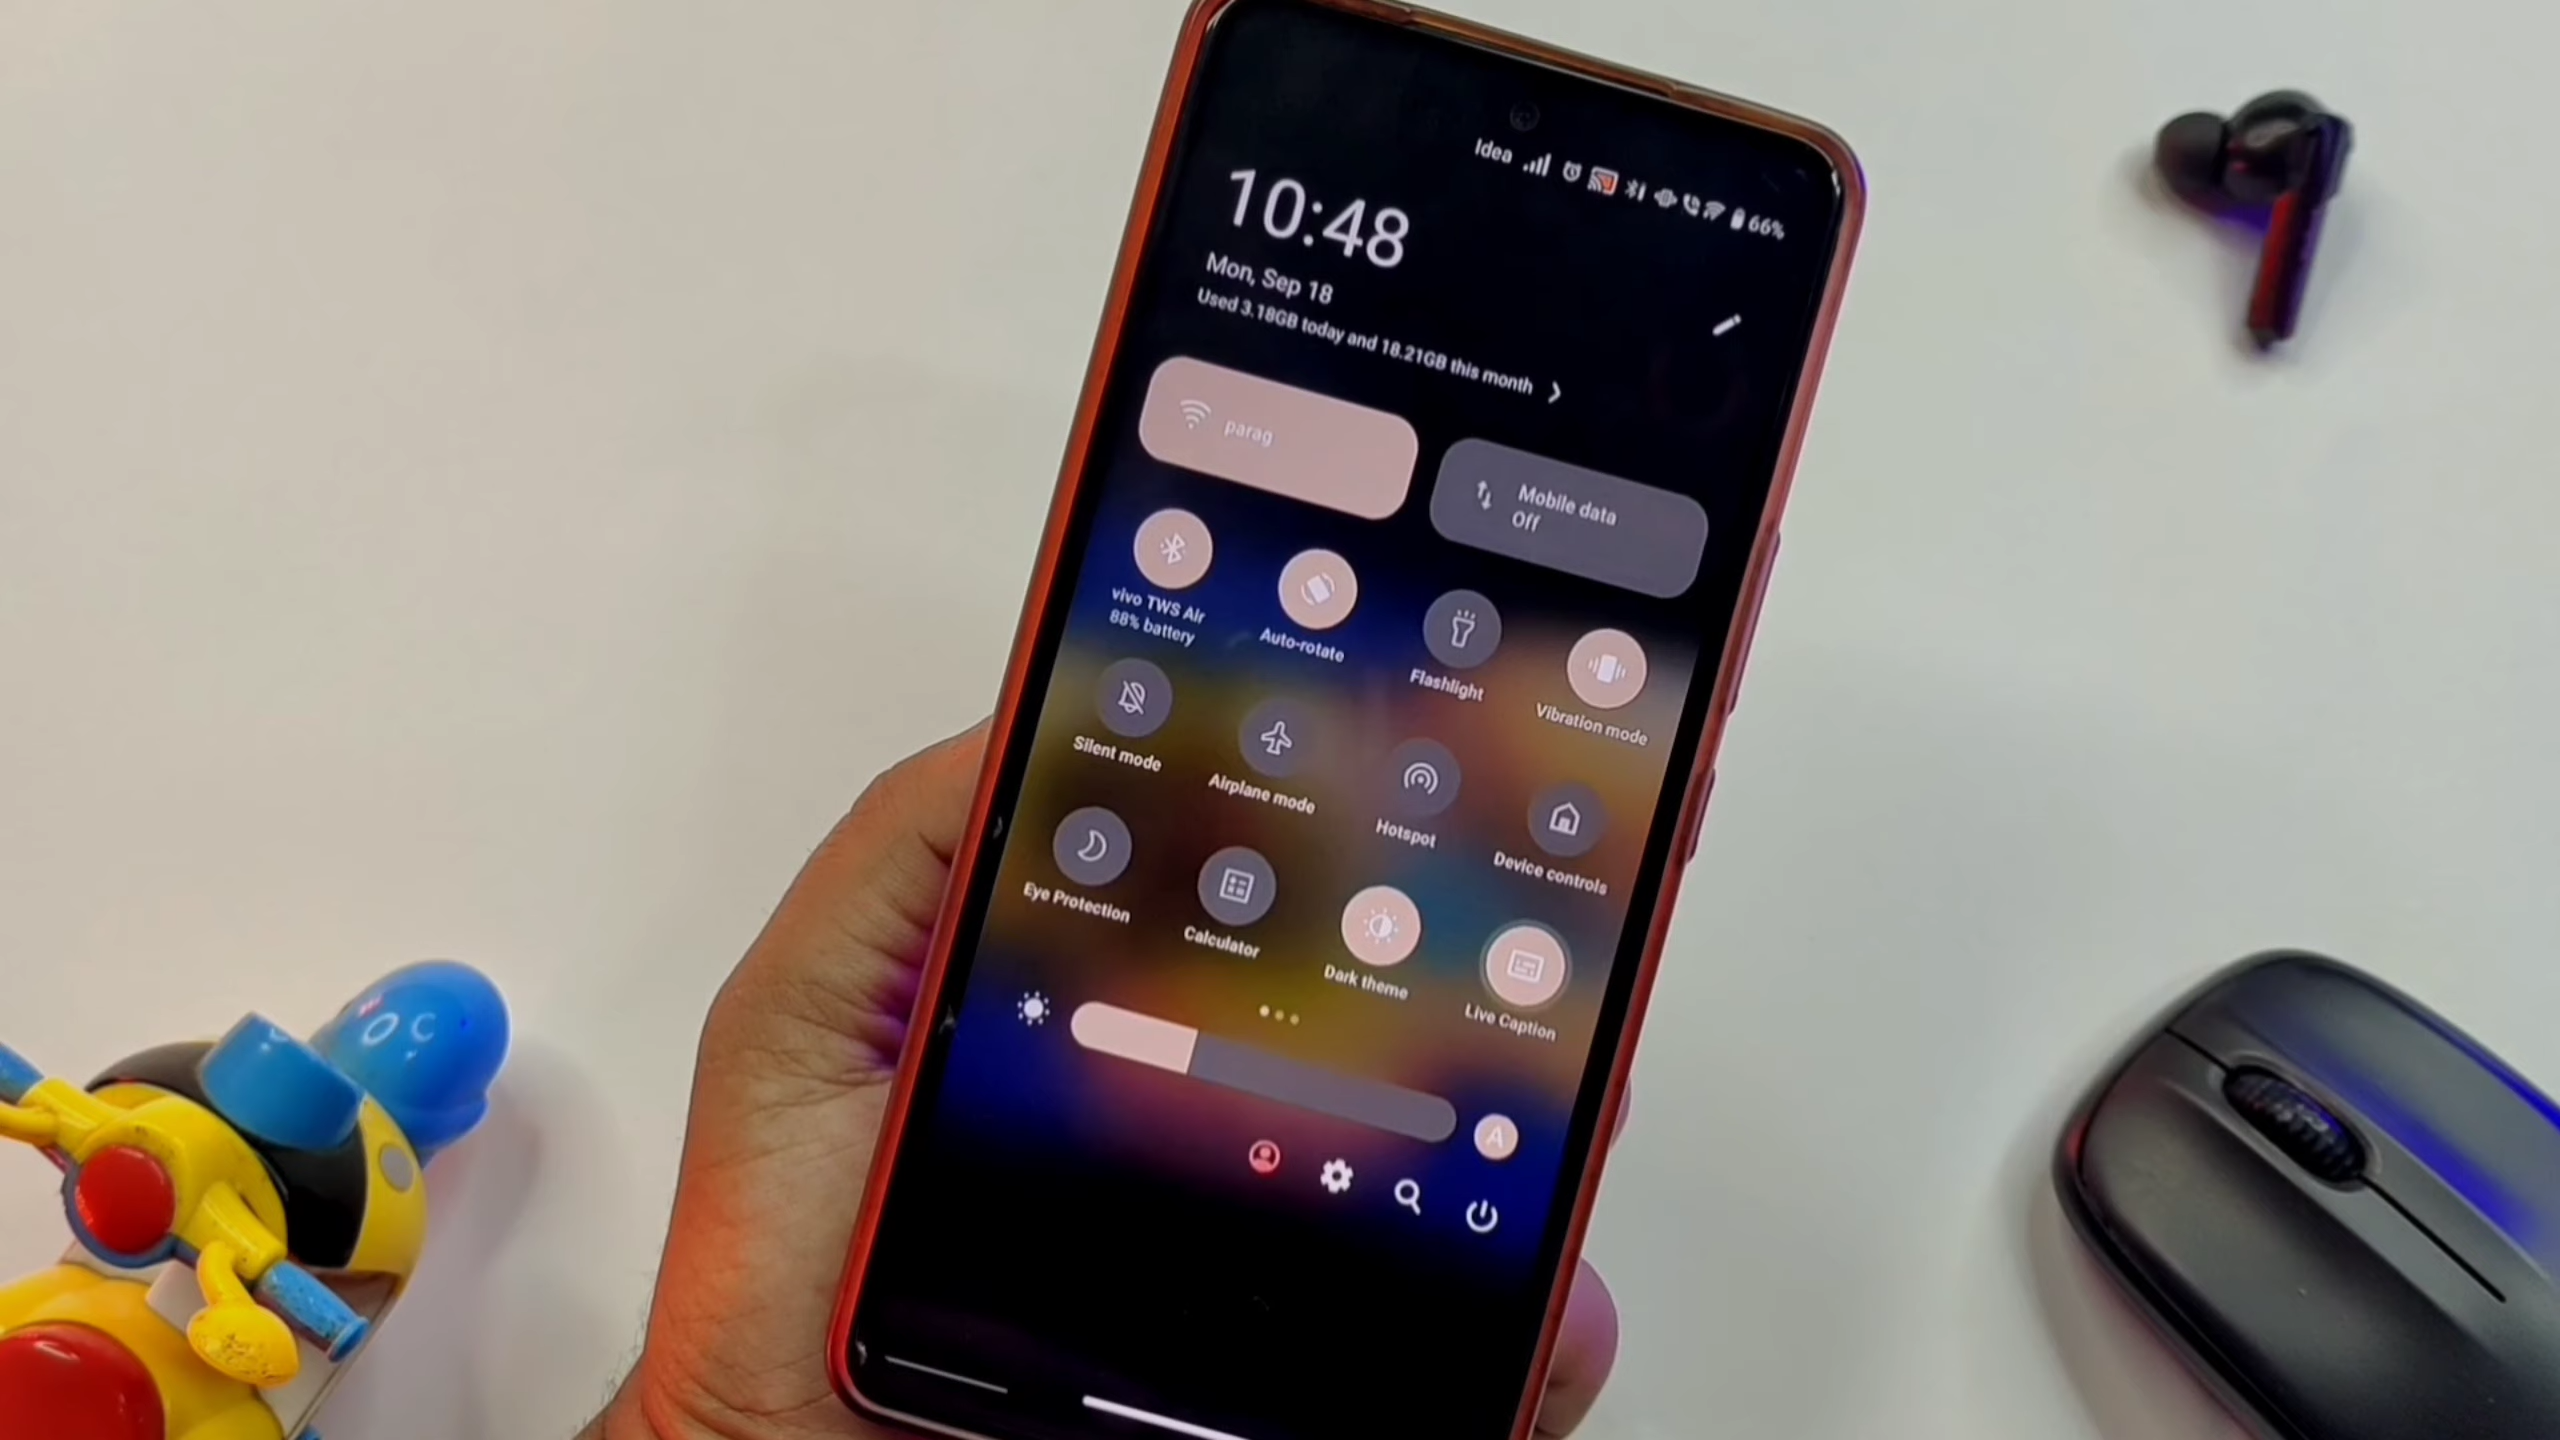 Idea 66%
10:48
Mon, Sep 18
Used 3.18GB today and 18.21GB this month
parag
Mobile data
Off
vivo TWS Air
88% battery
Auto-rotate
Flashlight
Vibration mode
Silent mode
Airplane mode
Hotspot
Device controls
Eye Protection
Calculator
Dark theme
Live Caption
A